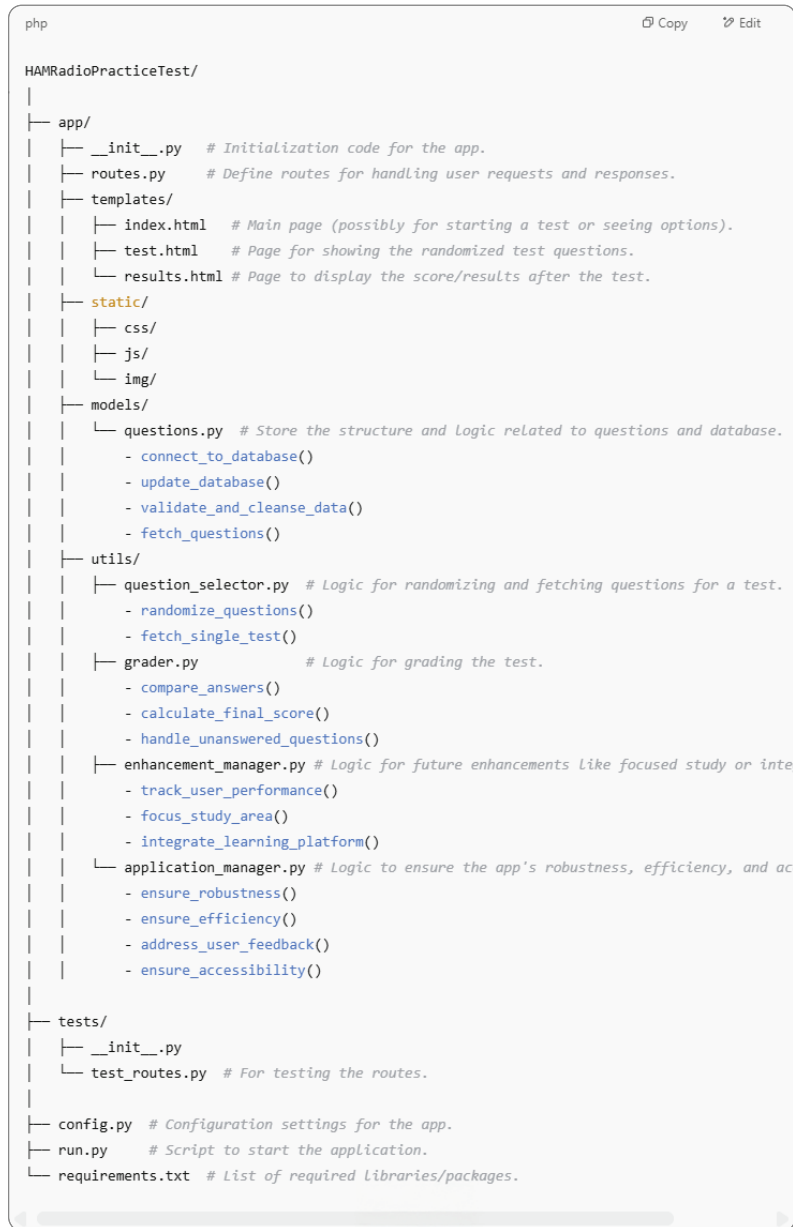 php Copy Edit
HAMRadioPracticeTest/
│
├── app/
│   ├── __init__.py   # Initialization code for the app.
│   ├── routes.py     # Define routes for handling user requests and responses.
│   ├── templates/
│   │   ├── index.html   # Main page (possibly for starting a test or seeing options).
│   │   ├── test.html    # Page for showing the randomized test questions.
│   │   └── results.html # Page to display the score/results after the test.
│   ├── static/
│   │   ├── css/
│   │   ├── js/
│   │   └── img/
│   ├── models/
│   │   └── questions.py  # Store the structure and logic related to questions and database.
│   │       - connect_to_database()
│   │       - update_database()
│   │       - validate_and_cleanse_data()
│   │       - fetch_questions()
│   ├── utils/
│   │   ├── question_selector.py  # Logic for randomizing and fetching questions for a test.
│   │       - randomize_questions()
│   │       - fetch_single_test()
│   │   ├── grader.py             # Logic for grading the test.
│   │       - compare_answers()
│   │       - calculate_final_score()
│   │       - handle_unanswered_questions()
│   │   ├── enhancement_manager.py # Logic for future enhancements like focused study or inte
│   │       - track_user_performance()
│   │       - focus_study_area()
│   │       - integrate_learning_platform()
│   │   └── application_manager.py # Logic to ensure the app's robustness, efficiency, and ac
│   │       - ensure_robustness()
│   │       - ensure_efficiency()
│   │       - address_user_feedback()
│   │       - ensure_accessibility()
│
├── tests/
│   ├── __init__.py
│   └── test_routes.py  # For testing the routes.
│
├── config.py  # Configuration settings for the app.
├── run.py     # Script to start the application.
└── requirements.txt  # List of required libraries/packages.